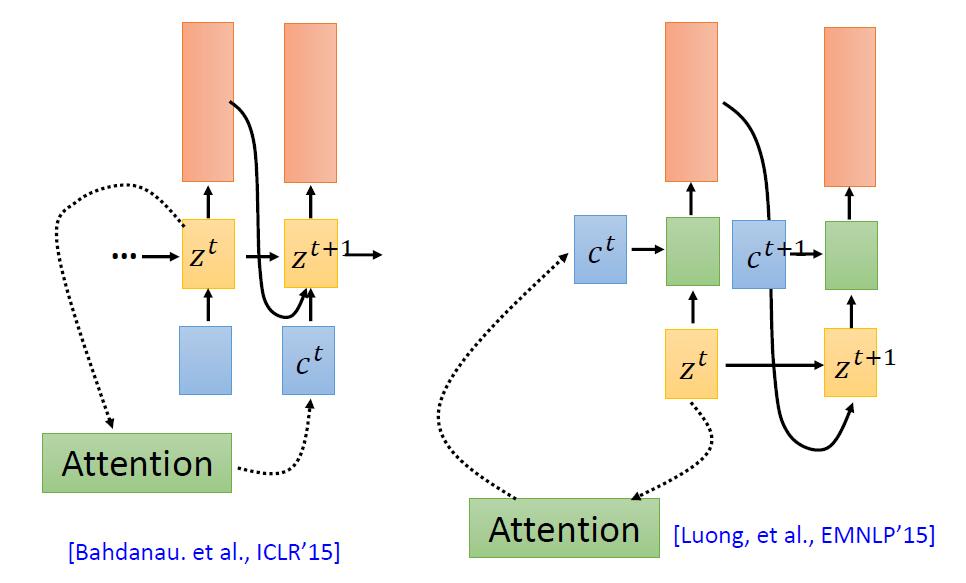 ... z^t z^{t+1}
c^t
Attention
[Bahdanau. et al., ICLR'15]
c^t c^{t+1}
z^t z^{t+1}
Attention
[Luong, et al., EMNLP'15]